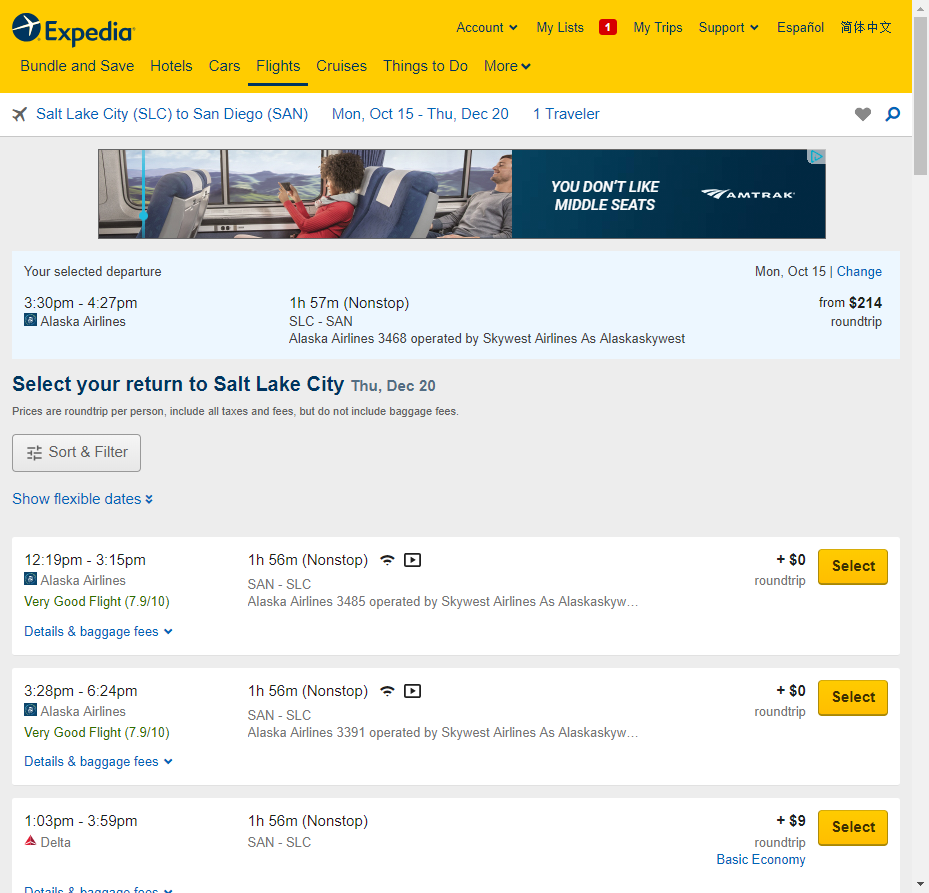 Expedia
Account
My Lists
1
My Trips
Support
Español
简体中文
Bundle and Save
Hotels
Cars
Flights
Cruises
Things to Do
More
Salt Lake City (SLC) to San Diego (SAN)
Mon, Oct 15 - Thu, Dec 20
1 Traveler
YOU DON'T LIKE
MIDDLE SEATS
AMTRAK
Your selected departure
Mon, Oct 15 | Change
3:30pm - 4:27pm
1h 57m (Nonstop)
from $214
Alaska Airlines
SLC - SAN
roundtrip
Alaska Airlines 3468 operated by Skywest Airlines As Alaskaskywest
Select your return to Salt Lake City Thu, Dec 20
Prices are roundtrip per person, include all taxes and fees, but do not include baggage fees.
Sort & Filter
Show flexible dates
12:19pm - 3:15pm
1h 56m (Nonstop)
+ $0
Select
Alaska Airlines
SAN - SLC
roundtrip
Very Good Flight (7.9/10)
Alaska Airlines 3485 operated by Skywest Airlines As Alaskaskyw…
Details & baggage fees
3:28pm - 6:24pm
1h 56m (Nonstop)
+ $0
Select
Alaska Airlines
SAN - SLC
roundtrip
Very Good Flight (7.9/10)
Alaska Airlines 3391 operated by Skywest Airlines As Alaskaskyw…
Details & baggage fees
1:03pm - 3:59pm
1h 56m (Nonstop)
+ $9
Select
Delta
SAN - SLC
roundtrip
Basic Economy
Details & baggage fees